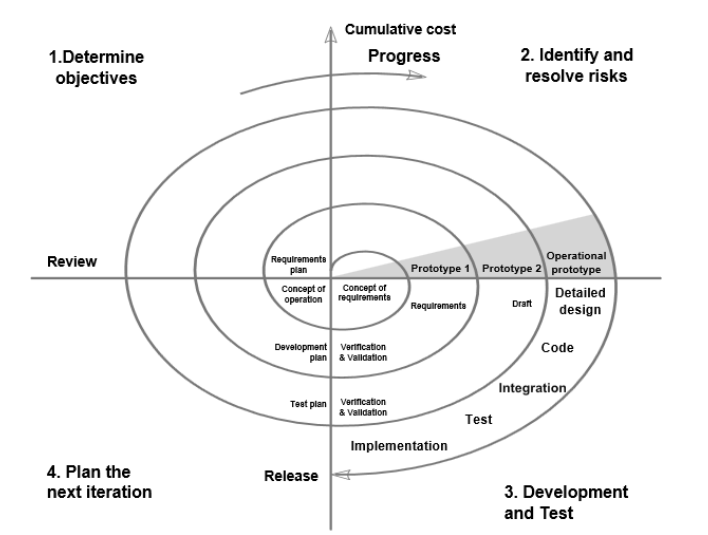 Cumulative cost
Progress
1.Determine
objectives
2. Identify and
resolve risks
Review
Requirements
plan
Prototype 1
Prototype 2
Operational
prototype
Concept of
operation
Concept of
requirements
Requirements
Draft
Detailed
design
Development
plan
Verification
& Validation
Code
Integration
Test plan
Verification
& Validation
Test
Implementation
Release
4. Plan the
next iteration
3. Development
and Test